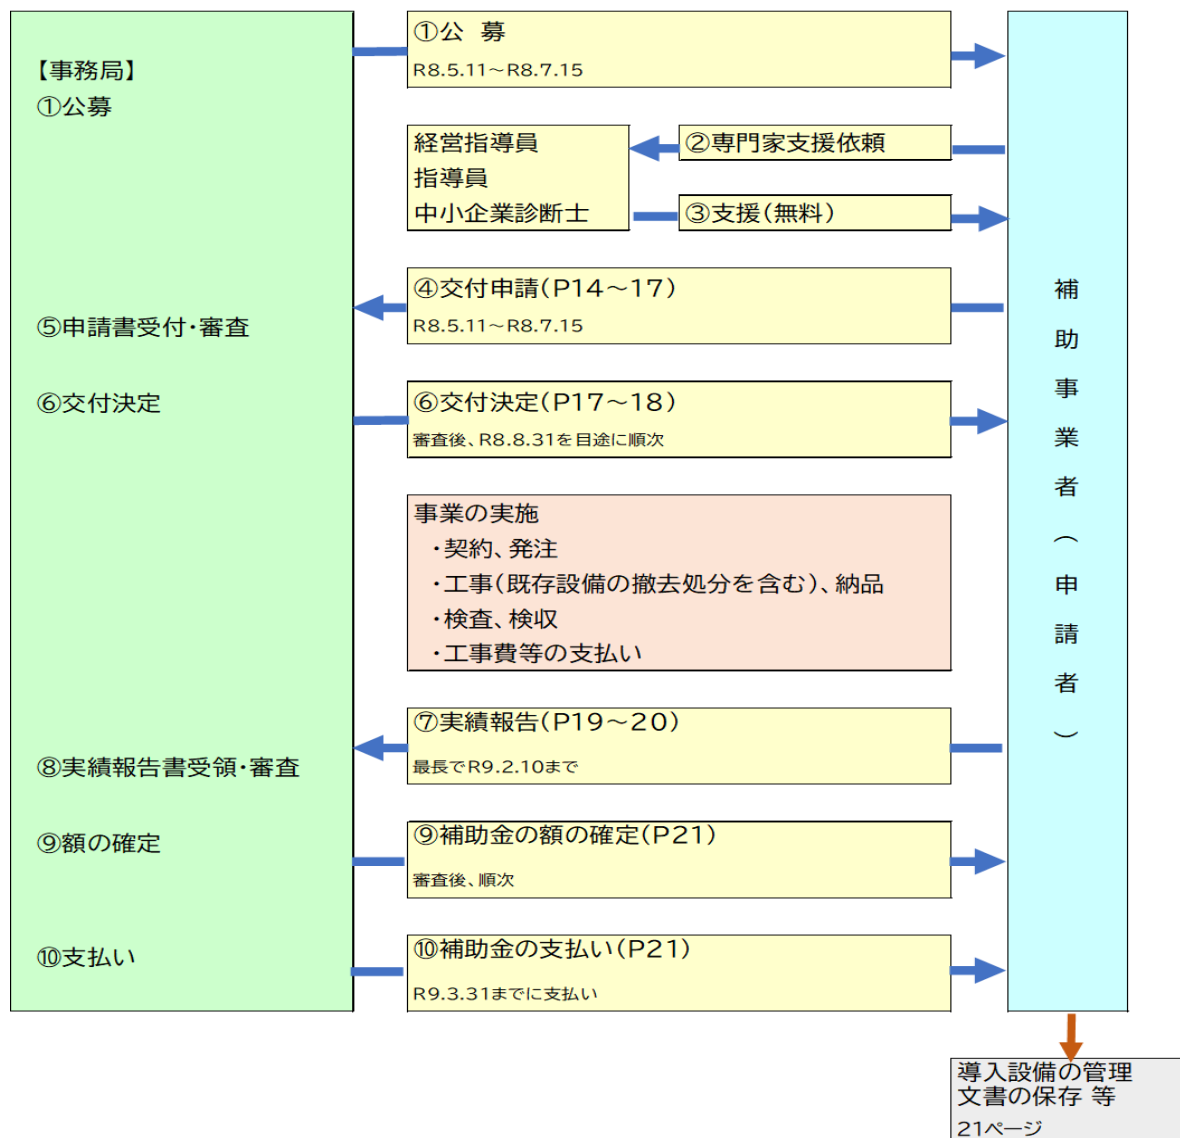 【事務局】
①公募
①公　募
R8.5.11～R8.7.15
経営指導員
指導員
中小企業診断士
②専門家支援依頼
③支援(無料)
④交付申請(P14～17)
R8.5.11～R8.7.15
⑤申請書受付・審査
⑥交付決定
⑥交付決定(P17～18)
審査後、R8.8.31を目途に順次
事業の実施
・契約、発注
・工事(既存設備の撤去処分を含む)、納品
・検査、検収
・工事費等の支払い
⑦実績報告(P19～20)
最長でR9.2.10まで
⑧実績報告書受領・審査
⑨額の確定
⑨補助金の額の確定(P21)
審査後、順次
⑩支払い
⑩補助金の支払い(P21)
R9.3.31までに支払い
補助事業者(申請者)
導入設備の管理
文書の保存 等
21ページ